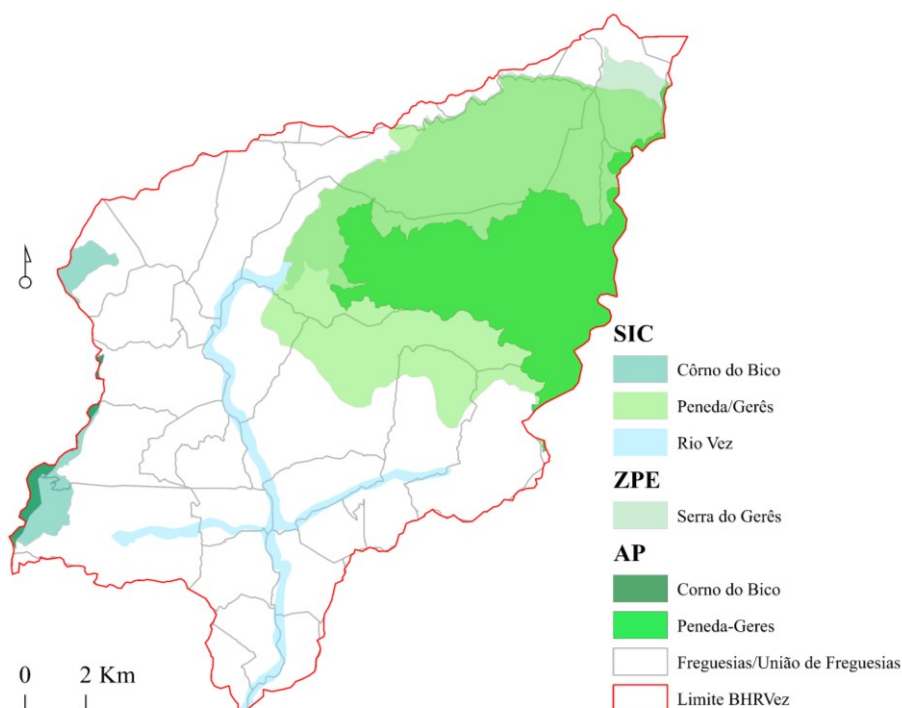 SIC
Côrno do Bico
Peneda/Gerês
Rio Vez
ZPE
Serra do Gerês
AP
Corno do Bico
Peneda-Geres
Freguesias/União de Freguesias
Limite BHRVez
0 2 Km